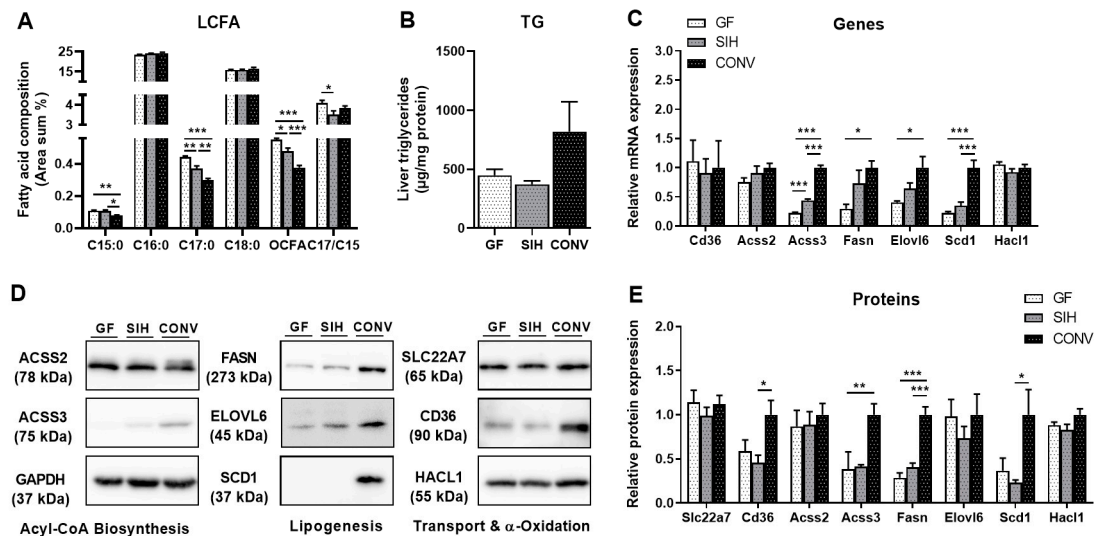 A
LCFA
Fatty acid composition
(Area sum %)
25
15
4
3
0.4
0.2
0.0
**
*
***
** **
***
* ***
*
C15:0 C16:0 C17:0 C18:0 OCFAC17/C15
B
TG
Liver triglycerides
(µg/mg protein)
1500
1000
500
0
GF SIH CONV
C
GF
SIH
CONV
Genes
Relative mRNA expression
3.0
2.5
2.0
1.5
1.0
0.5
0.0
***
***
***
*
*
***
***
Cd36 Acss2 Acss3 Fasn Elovl6 Scd1 Hacl1
D
GF SIH CONV
ACSS2
(78 kDa)
ACSS3
(75 kDa)
GAPDH
(37 kDa)
Acyl-CoA Biosynthesis
GF SIH CONV
FASN
(273 kDa)
ELOVL6
(45 kDa)
SCD1
(37 kDa)
Lipogenesis
GF SIH CONV
SLC22A7
(65 kDa)
CD36
(90 kDa)
HACL1
(55 kDa)
Transport & α-Oxidation
E
Proteins
GF
SIH
CONV
Relative protein expression
2.0
1.5
1.0
0.5
0.0
*
**
***
***
*
Slc22a7 Cd36 Acss2 Acss3 Fasn Elovl6 Scd1 Hacl1